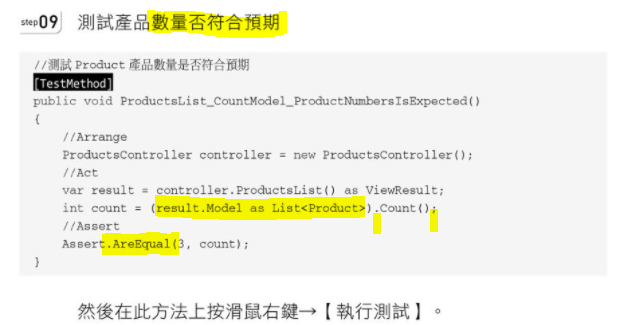 step 09 測試產品數量否符合預期
//測試 Product 產品數量是否符合預期
[TestMethod]
public void ProductsList_CountModel_ProductNumbersIsExpected()
{
//Arrange
ProductsController controller = new ProductsController();
//Act
var result = controller.ProductsList() as ViewResult;
int count = (result.Model as List<Product>).Count();
//Assert
Assert.AreEqual(3, count);
}
然後在此方法上按滑鼠右鍵→【執行測試】。